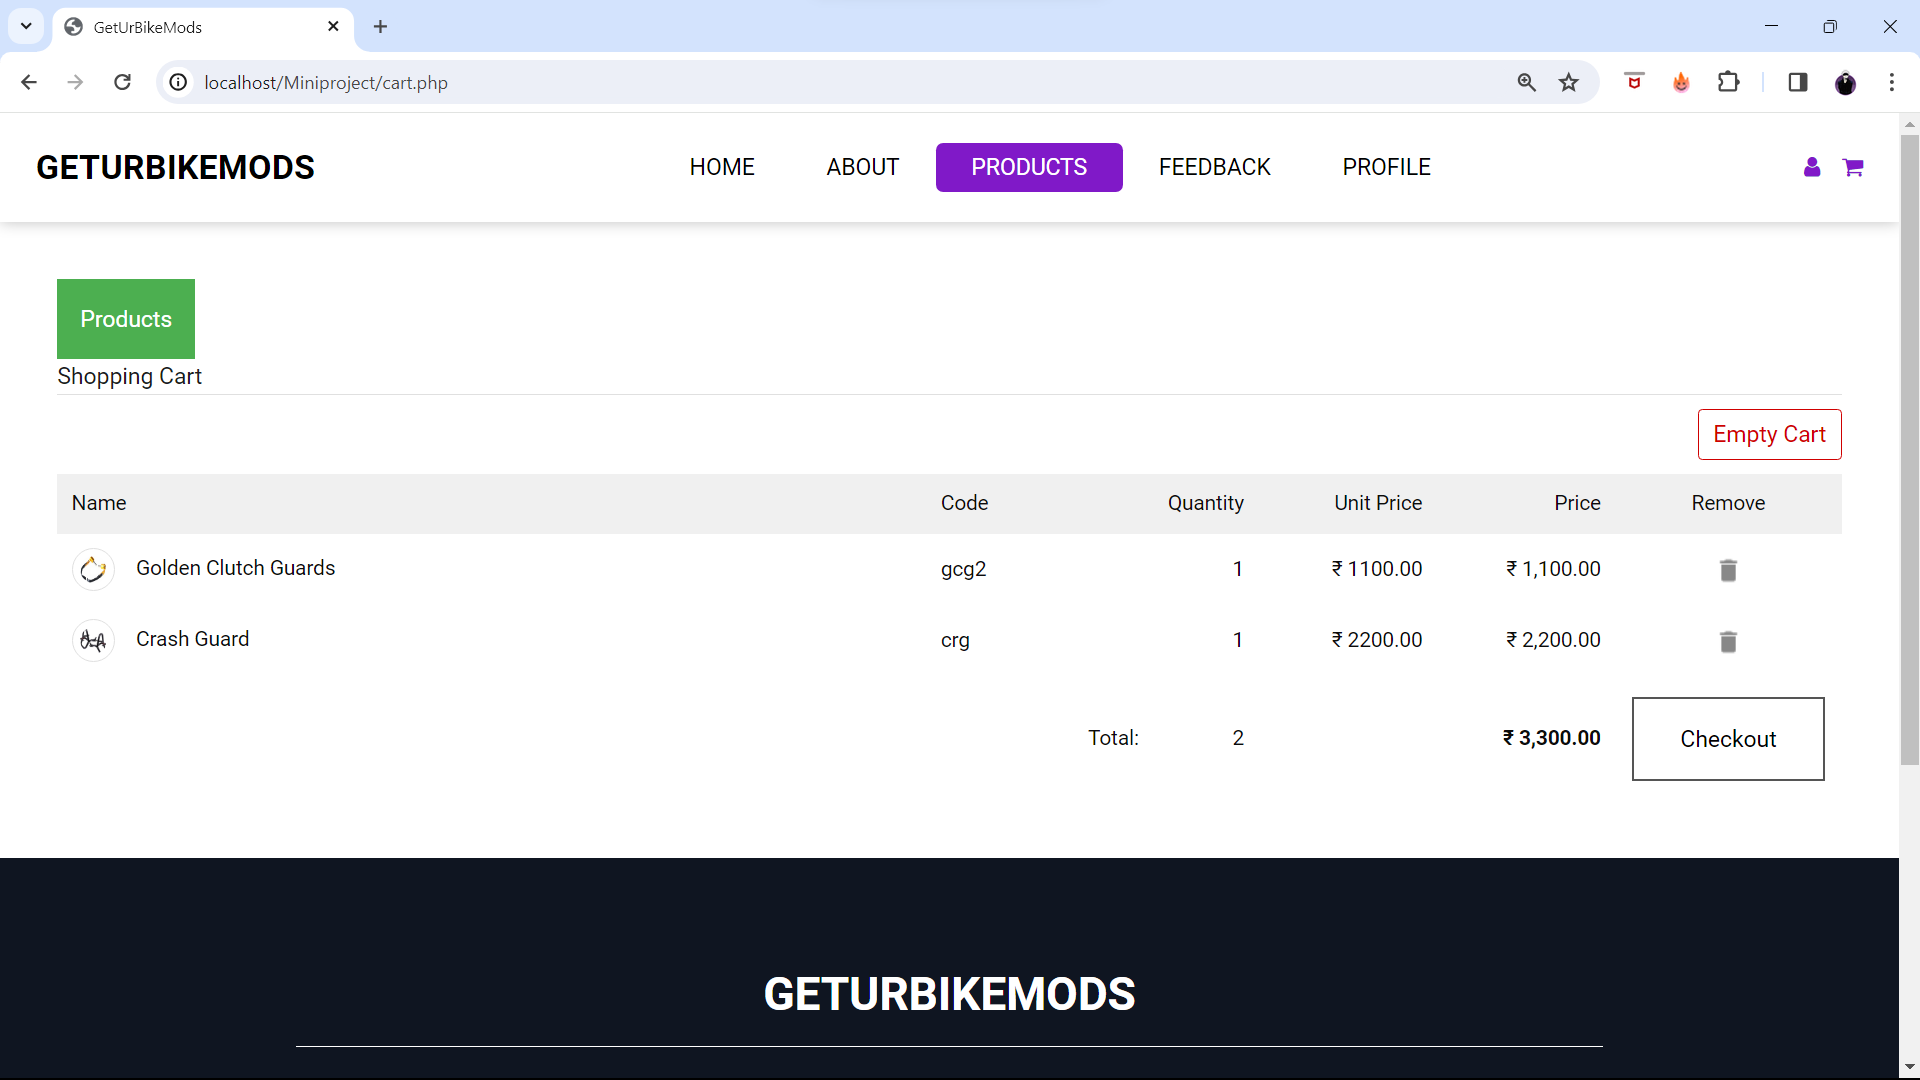 GetUrBikeMods
localhost/Miniproject/cart.php
GETURBIKEMODS HOME ABOUT PRODUCTS FEEDBACK PROFILE
Products
Shopping Cart
Empty Cart
Name Code Quantity Unit Price Price Remove
Golden Clutch Guards gcg2 1 ₹ 1100.00 ₹ 1,100.00
Crash Guard crg 1 ₹ 2200.00 ₹ 2,200.00
Total: 2 ₹ 3,300.00 Checkout
GETURBIKEMODS